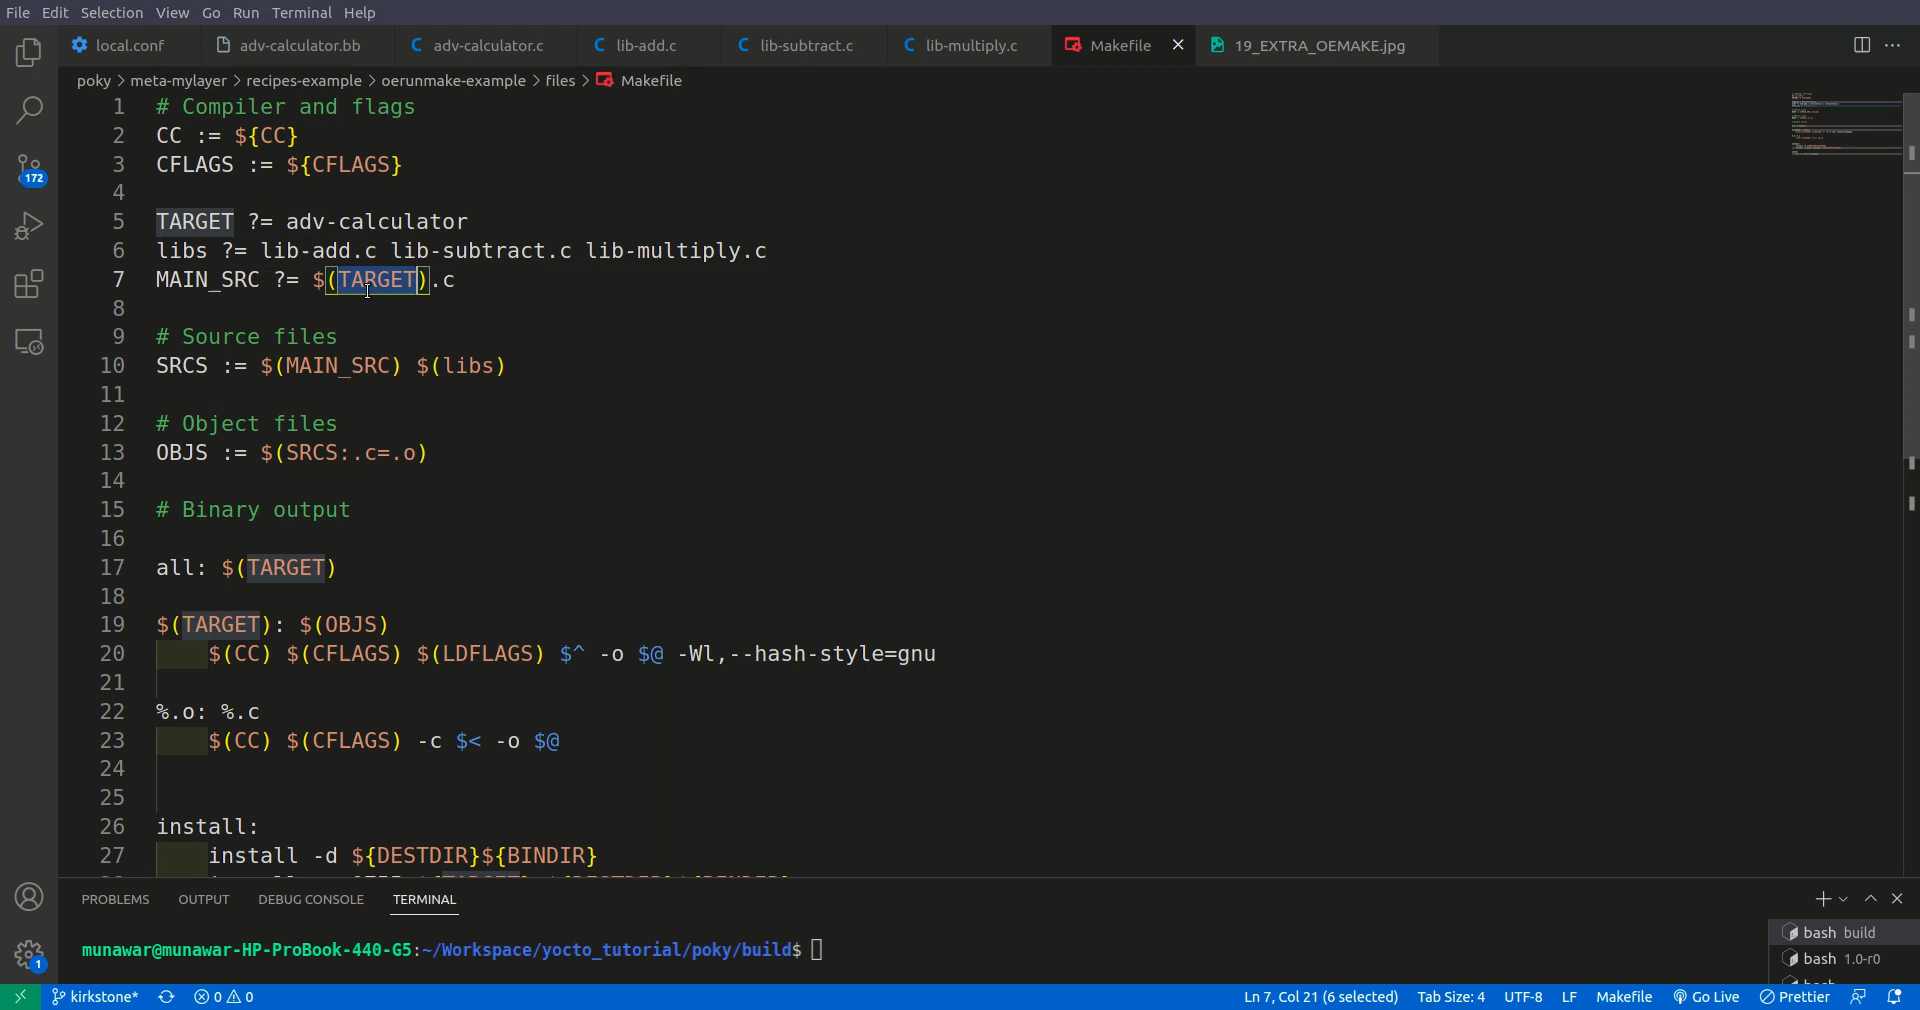 File Edit Selection View Go Run Terminal Help
local.conf adv-calculator.bb adv-calculator.c lib-add.c lib-subtract.c lib-multiply.c Makefile 19_EXTRA_OEMAKE.jpg
poky > meta-mylayer > recipes-example > oerunmake-example > files > Makefile
1 # Compiler and flags
2 CC := ${CC}
3 CFLAGS := ${CFLAGS}
4
5 TARGET ?= adv-calculator
6 libs ?= lib-add.c lib-subtract.c lib-multiply.c
7 MAIN_SRC ?= $(TARGET).c
8
9 # Source files
10 SRCS := $(MAIN_SRC) $(libs)
11
12 # Object files
13 OBJS := $(SRCS:.c=.o)
14
15 # Binary output
16
17 all: $(TARGET)
18
19 $(TARGET): $(OBJS)
20 $(CC) $(CFLAGS) $(LDFLAGS) $^ -o $@ -Wl,--hash-style=gnu
21
22 %.o: %.c
23 $(CC) $(CFLAGS) -c $< -o $@
24
25
26 install:
27 install -d ${DESTDIR}${BINDIR}
172
1
PROBLEMS OUTPUT DEBUG CONSOLE TERMINAL
munawar@munawar-HP-ProBook-440-G5:~/Workspace/yocto_tutorial/poky/build$
bash build
bash 1.0-r0
kirkstone* 0 0 Ln 7, Col 21 (6 selected) Tab Size: 4 UTF-8 LF Makefile Go Live Prettier